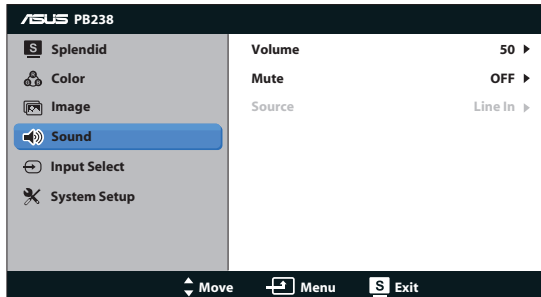 ASUS PB238
S Splendid
Color
Image
Sound
Input Select
System Setup
Volume 50
Mute OFF
Source Line In
Move Menu S Exit